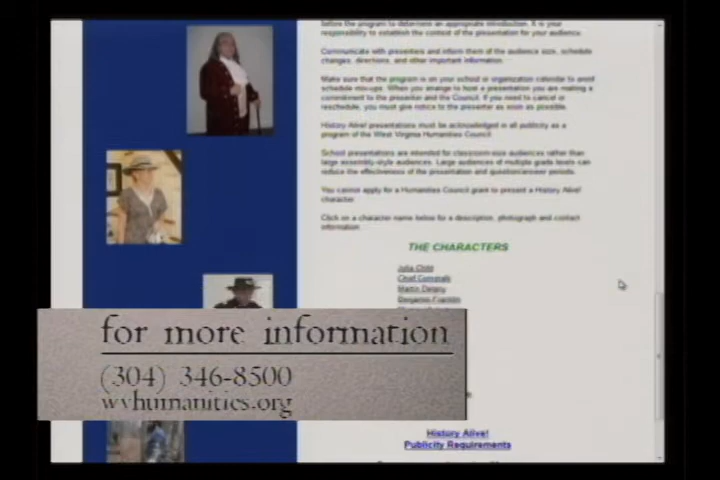 before the program to determine an appropriate introduction. It is your
responsibility to establish the context of the presentation for your audience.
Communicate with presenters and inform them of the audience size, schedule
changes, directions, and other important information.
Make sure that the program is on your school or organization calendar to avoid
schedule mix-ups. When you arrange to host a presentation you are making a
commitment to the presenter and the Council. If you need to cancel or
reschedule, you must give notice to the presenter as soon as possible.
History Alive! presentations must be acknowledged in all publicity as a
program of the West Virginia Humanities Council.
School presentations are intended for classroom-size audiences rather than
large assembly-style audiences. Large audiences of multiple grade levels can
reduce the effectiveness of the presentation and question/answer periods.
You cannot apply for a Humanities Council grant to present a History Alive!
character.
Click on a character name below for a description, photograph and contact
information.
THE CHARACTERS
Julia Child
Chief Cornstalk
Martin Delany
Benjamin Franklin
for more information
(304) 346-8500
wvhumanities.org
History Alive!
Publicity Requirements